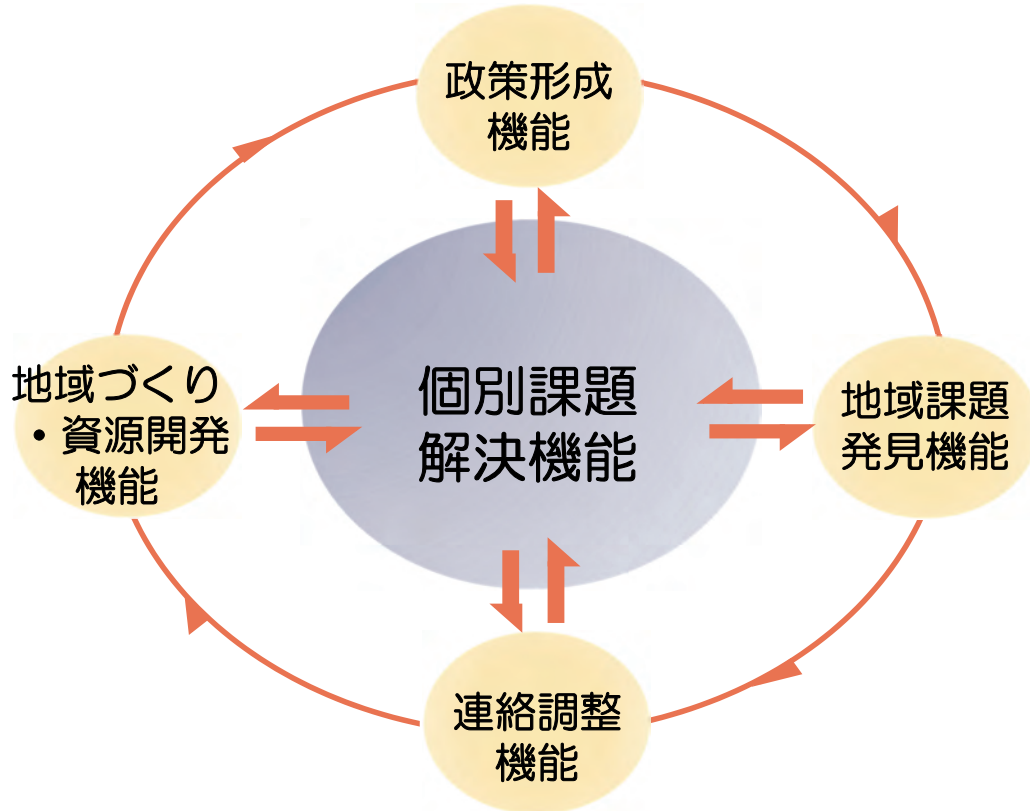 政策形成
機能
個別課題
解決機能
地域づくり
・資源開発
機能
地域課題
発見機能
連絡調整
機能